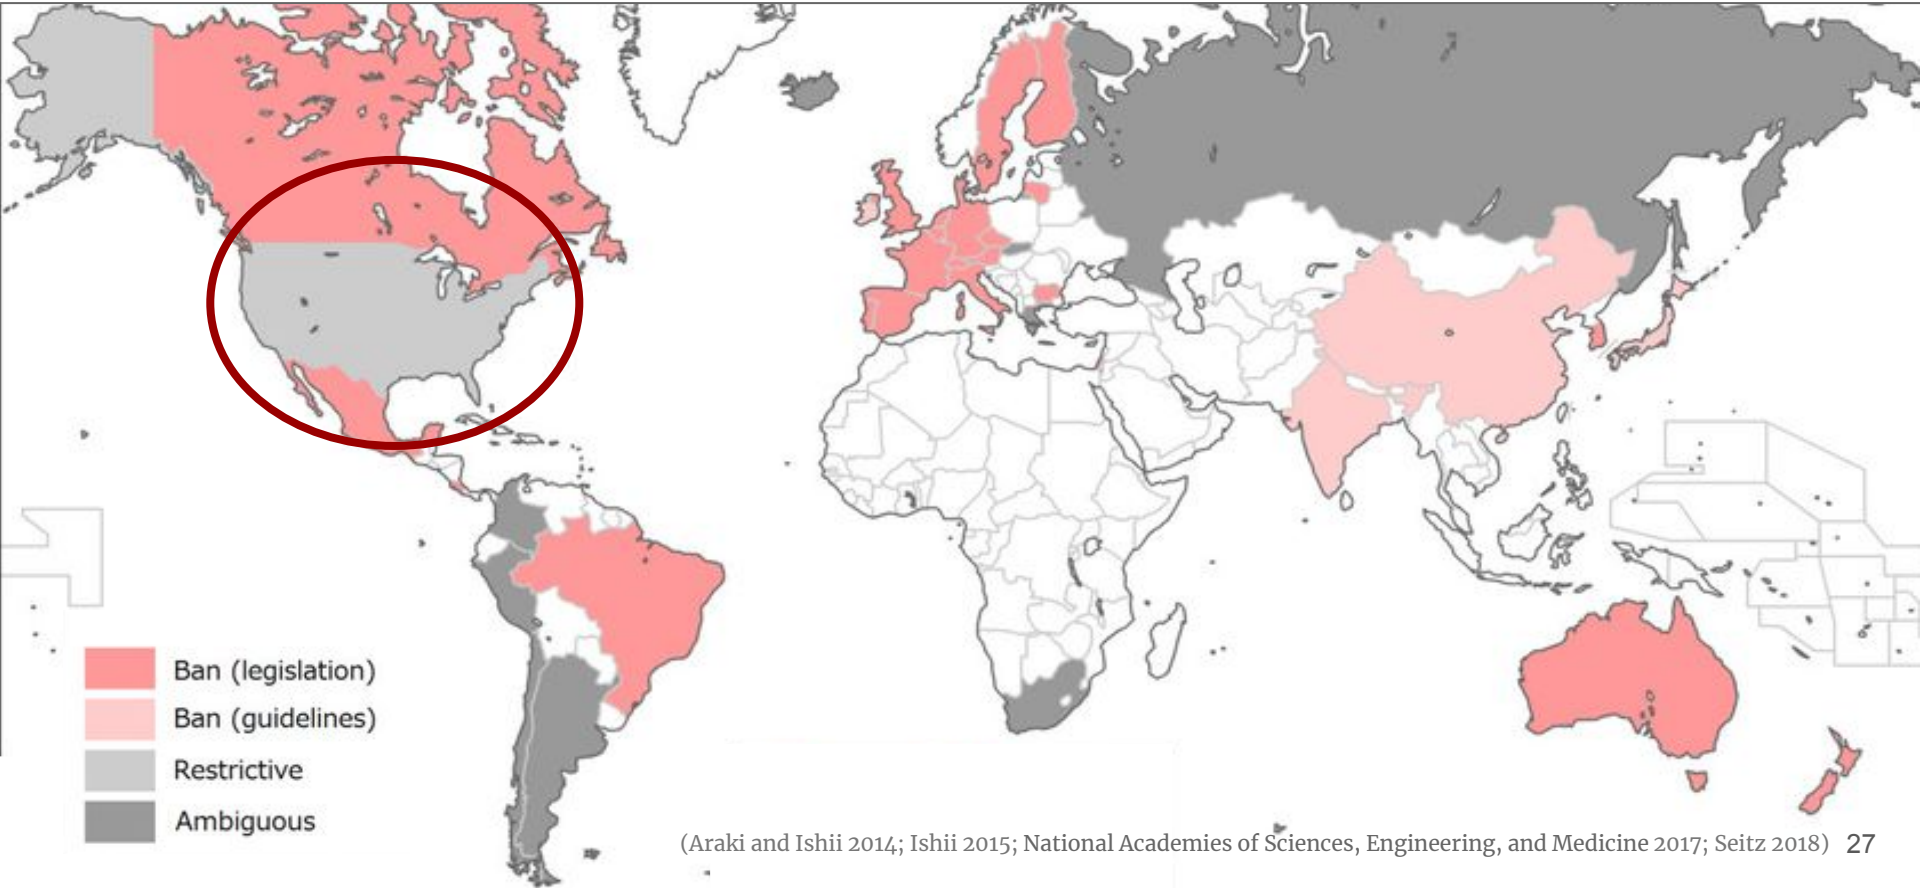 Ban (legislation)
Ban (guidelines)
Restrictive
Ambiguous
(Araki and Ishii 2014; Ishii 2015; National Academies of Sciences, Engineering, and Medicine 2017; Seitz 2018) 27